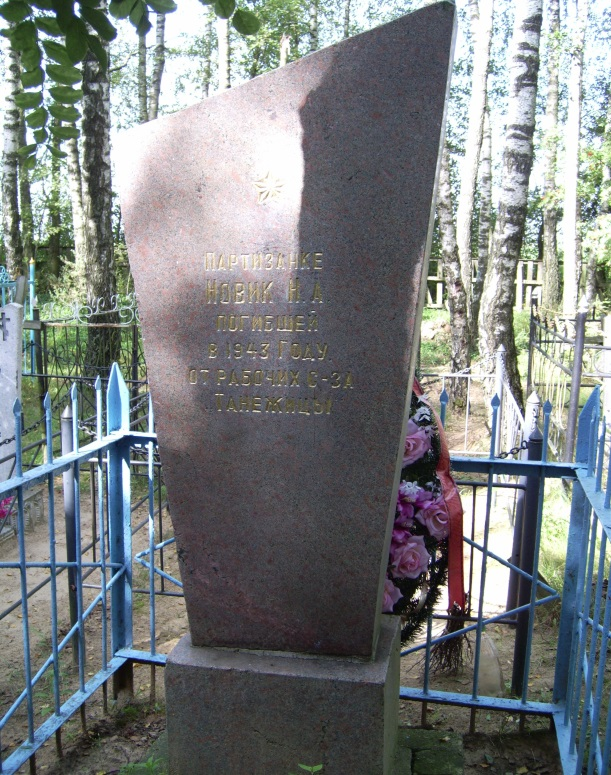 ПАРТИЗАНКЕ
НОВИК Н.А
ПОГИБШЕЙ
В 1943 ГОДУ.
ОТ РАБОЧИХ С-ЗА
ТАНЕЖИЦЫ